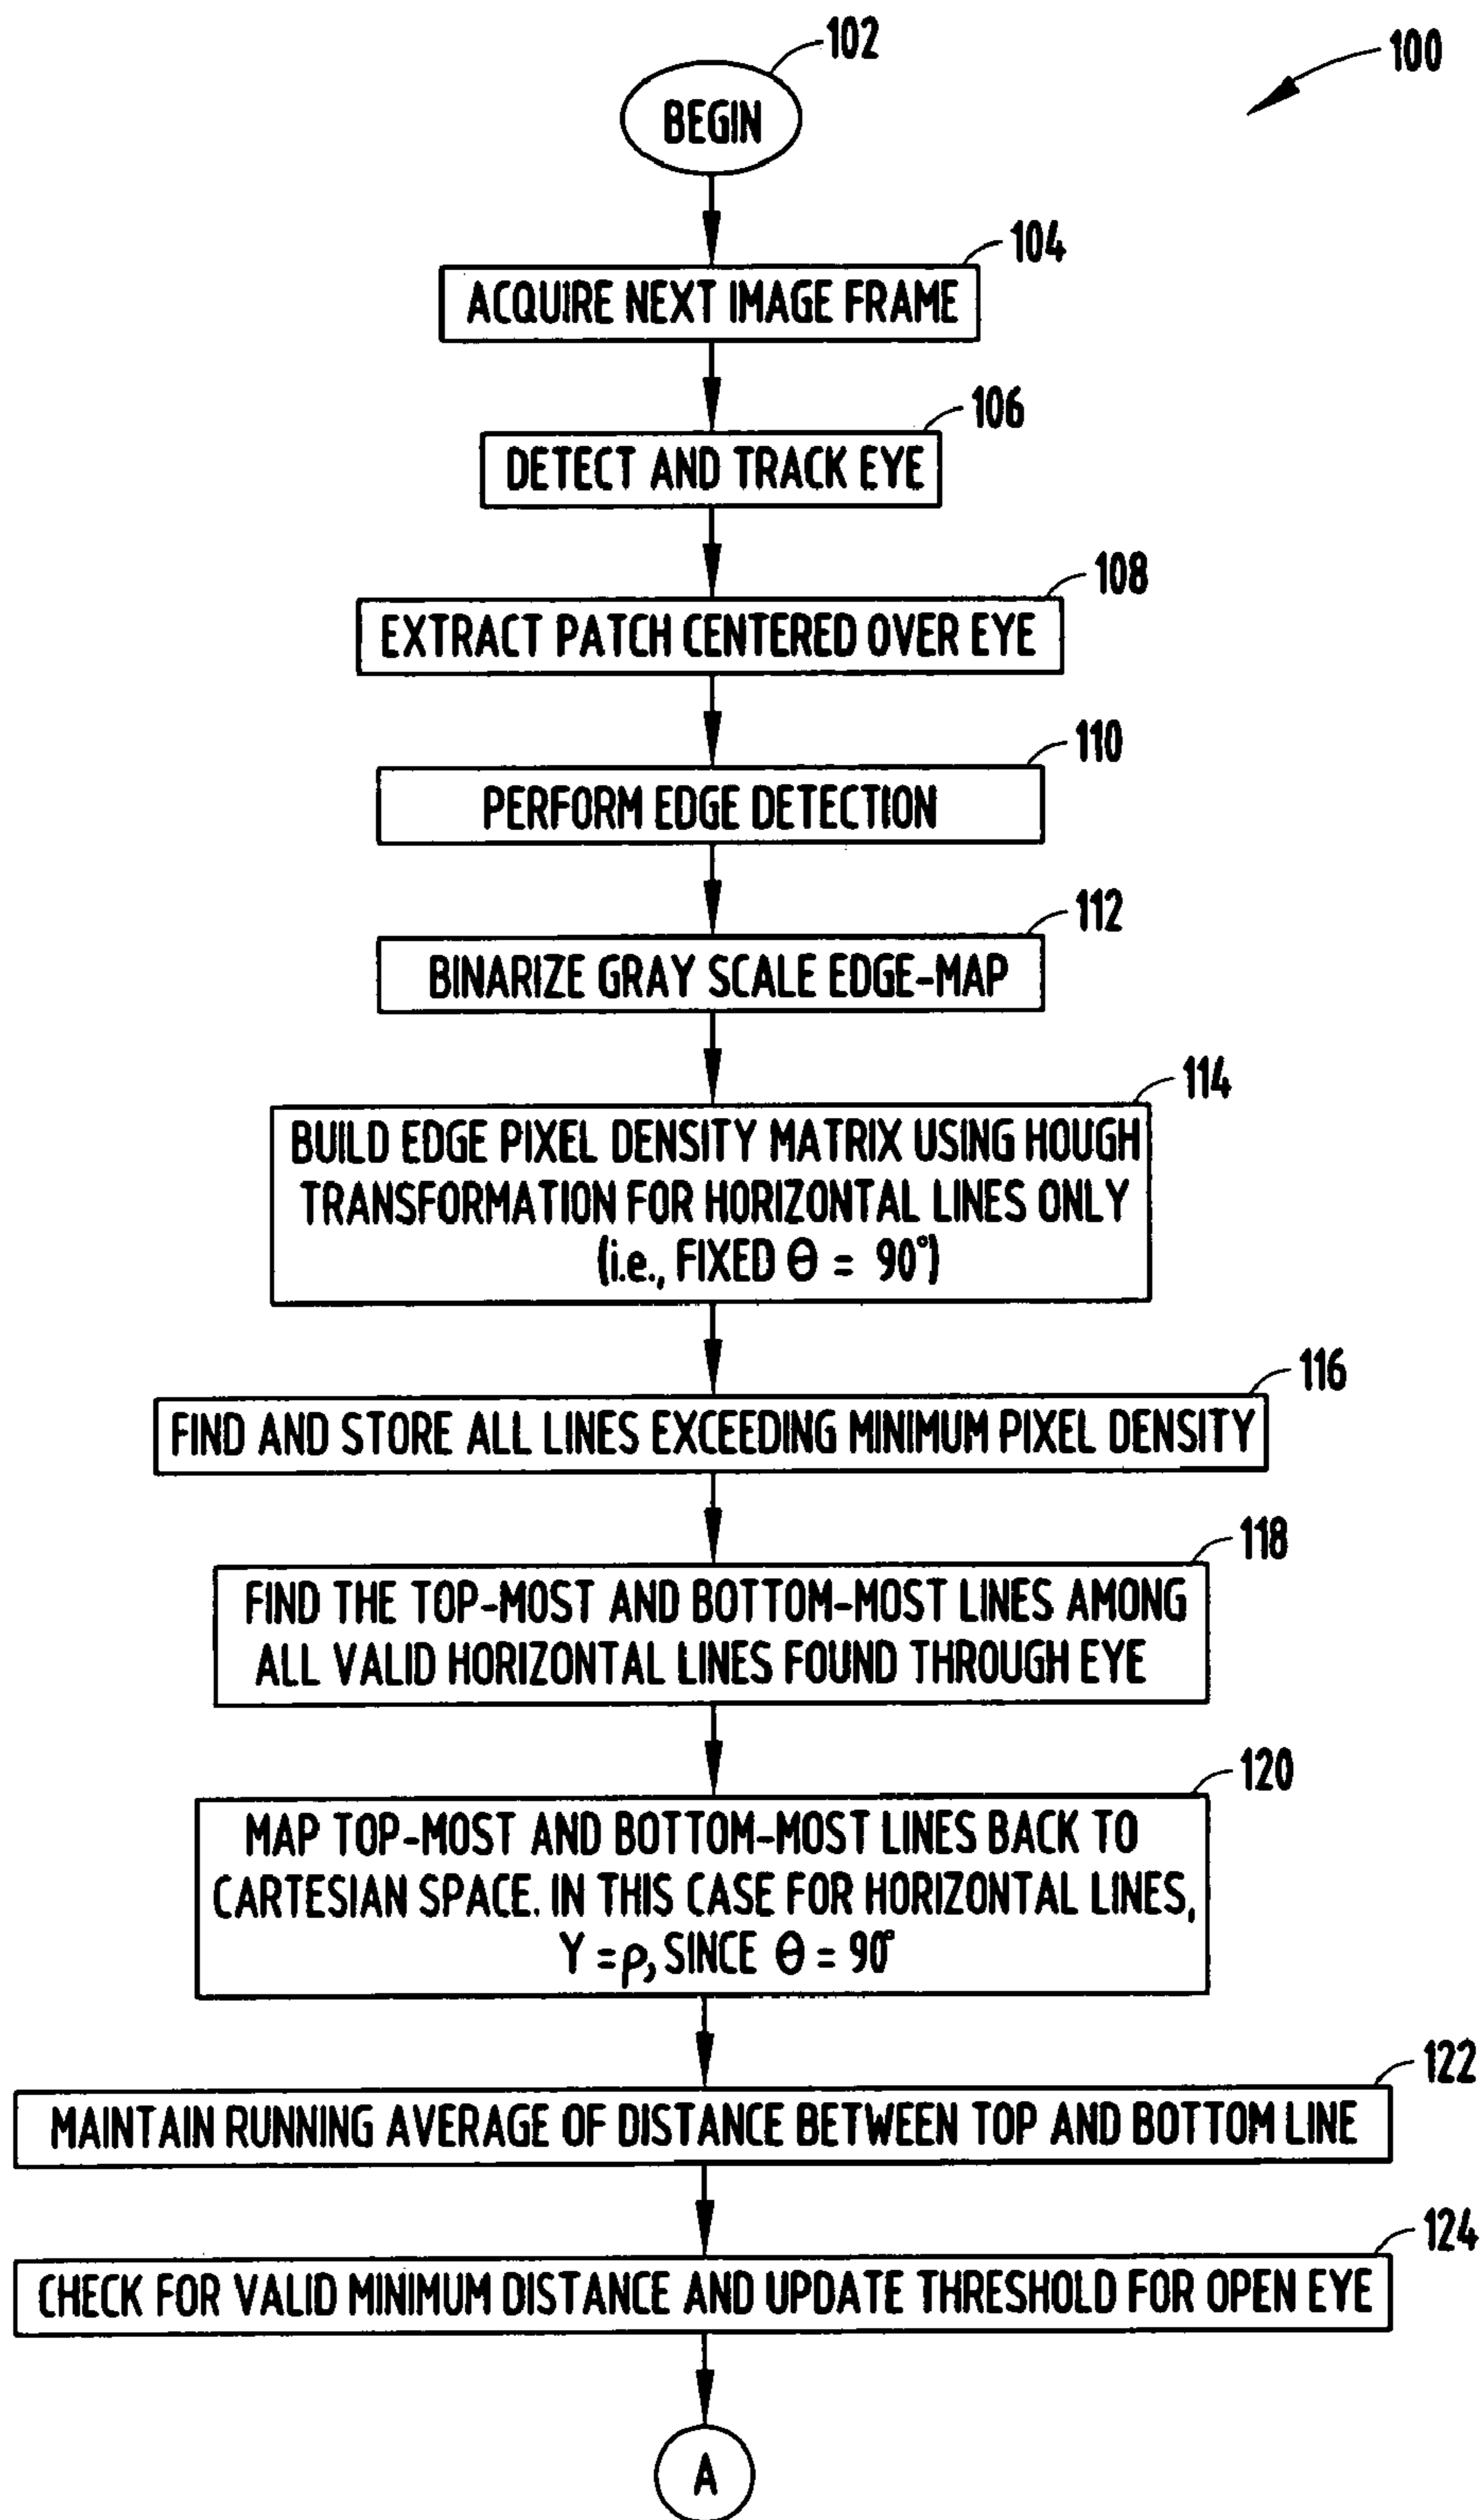 102
100
BEGIN
104
ACQUIRE NEXT IMAGE FRAME
106
DETECT AND TRACK EYE
108
EXTRACT PATCH CENTERED OVER EYE
110
PERFORM EDGE DETECTION
112
BINARIZE GRAY SCALE EDGE-MAP
114
BUILD EDGE PIXEL DENSITY MATRIX USING HOUGH
TRANSFORMATION FOR HORIZONTAL LINES ONLY
(i.e., FIXED θ = 90°)
116
FIND AND STORE ALL LINES EXCEEDING MINIMUM PIXEL DENSITY
118
FIND THE TOP-MOST AND BOTTOM-MOST LINES AMONG
ALL VALID HORIZONTAL LINES FOUND THROUGH EYE
120
MAP TOP-MOST AND BOTTOM-MOST LINES BACK TO
CARTESIAN SPACE. IN THIS CASE FOR HORIZONTAL LINES,
Y = ρ, SINCE θ = 90°
122
MAINTAIN RUNNING AVERAGE OF DISTANCE BETWEEN TOP AND BOTTOM LINE
124
CHECK FOR VALID MINIMUM DISTANCE AND UPDATE THRESHOLD FOR OPEN EYE
A